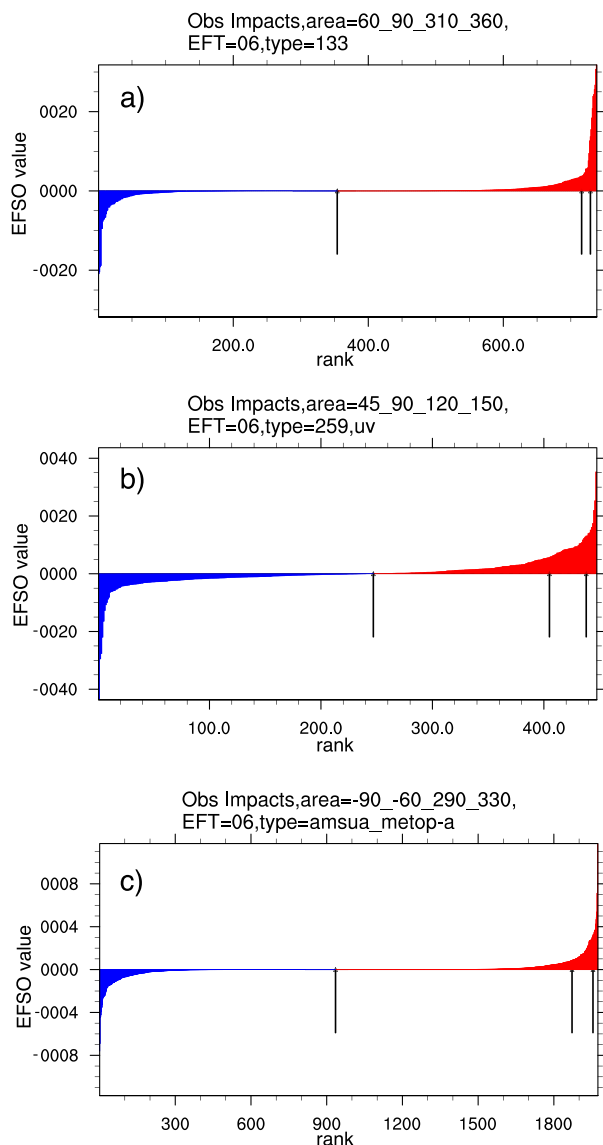 Obs Impacts,area=60_90_310_360,
EFT=06,type=133
a)
EFSO value
0020
0000
-0020
200.0 400.0 600.0
rank
Obs Impacts,area=45_90_120_150,
EFT=06,type=259,uv
b)
EFSO value
0040
0020
0000
-0020
-0040
100.0 200.0 300.0 400.0
rank
Obs Impacts,area=-90_-60_290_330,
EFT=06,type=amsua_metop-a
c)
EFSO value
0008
0004
0000
-0004
-0008
300 600 900 1200 1500 1800
rank